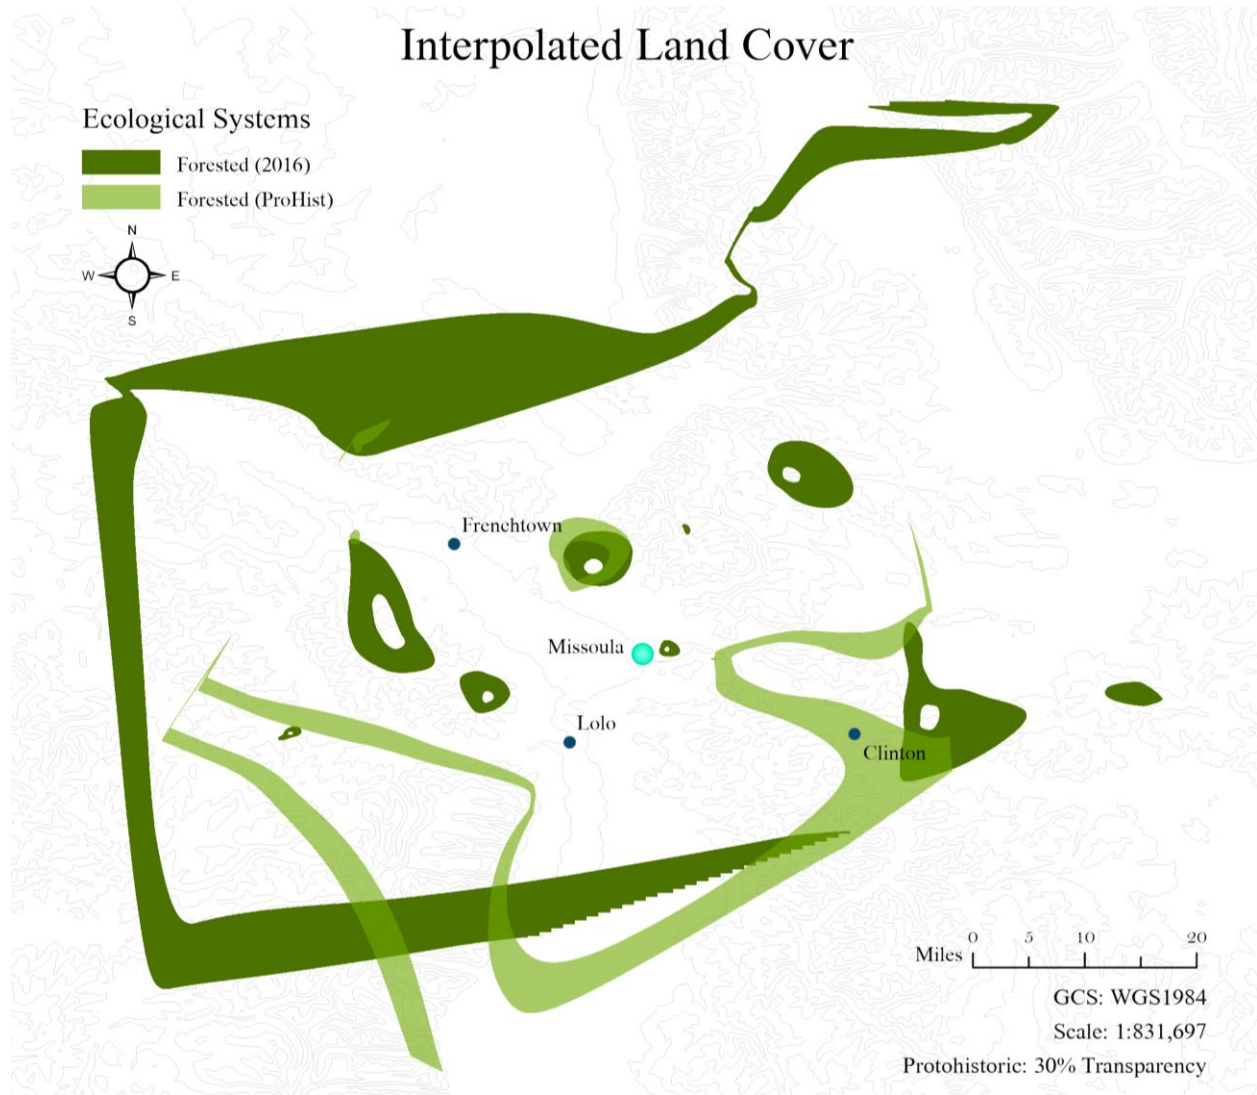 Interpolated Land Cover
Ecological Systems
Forested (2016)
Forested (ProHist)
N
W E
S
Frenchtown
Missoula
Lolo
Clinton
0 5 10 20
Miles
GCS: WGS1984
Scale: 1:831,697
Protohistoric: 30% Transparency